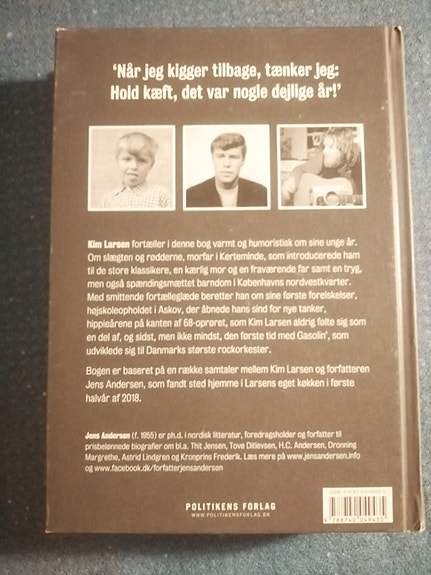 ‘Når jeg kigger tilbage, tænker jeg:
Hold kæft, det var nogle dejlige år!’
Kim Larsen fortæller i denne bog varmt og humoristisk om sine unge år.
Om slægten og rødderne, morfar i Kerteminde, som introducerede ham
til de store klassikere, en kærlig mor og en fraværende far samt en tryg,
men også spændingsmættet barndom i Københavns nordvestkvarter.
Med smittende fortælleglæde beretter han om sine første forelskelser,
højskoleopholdet i Askov, der åbnede hans sind for nye tanker,
hippieårene på kanten af 68-oprøret, som Kim Larsen aldrig følte sig som
en del af, og sidst, men ikke mindst, den første tid med Gasolin’, som
udviklede sig til Danmarks største rockorkester.
Bogen er baseret på en række samtaler mellem Kim Larsen og forfatteren
Jens Andersen, som fandt sted hjemme i Larsens eget køkken i første
halvår af 2018.
Jens Andersen (f. 1955) er ph.d. i nordisk litteratur, foredragsholder og forfatter til
prisbelønnede biografier om bl.a. Thit Jensen, Tove Ditlevsen, H.C. Andersen, Dronning
Margrethe, Astrid Lindgren og Kronprins Frederik. Læs mere på www.jensandersen.info
og www.facebook.dk/forfatterjensandersen
POLITIKENS FORLAG
WWW.POLITIKENSFORLAG.DK
9 788740 049455